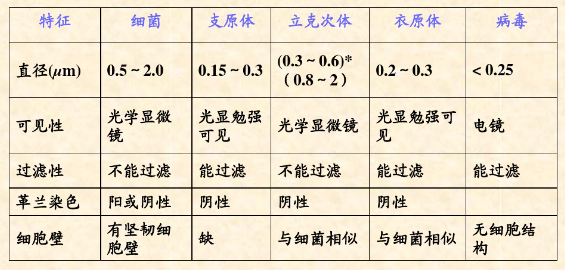 特征 细菌 支原体 立克次体 衣原体 病毒
直径(μm) 0.5~2.0 0.15~0.3 (0.3~0.6)* 0.2~0.3 <0.25
(0.8~2)
可见性 光学显微 光显勉强 光学显微镜 光显勉强可 电镜
镜 可见 见
过滤性 不能过滤 能过滤 不能过滤 能过滤 能过滤
革兰染色 阳或阴性 阴性 阴性 阴性
细胞壁 有坚韧细 缺 与细菌相似 与细菌相似 无细胞结
胞壁 构